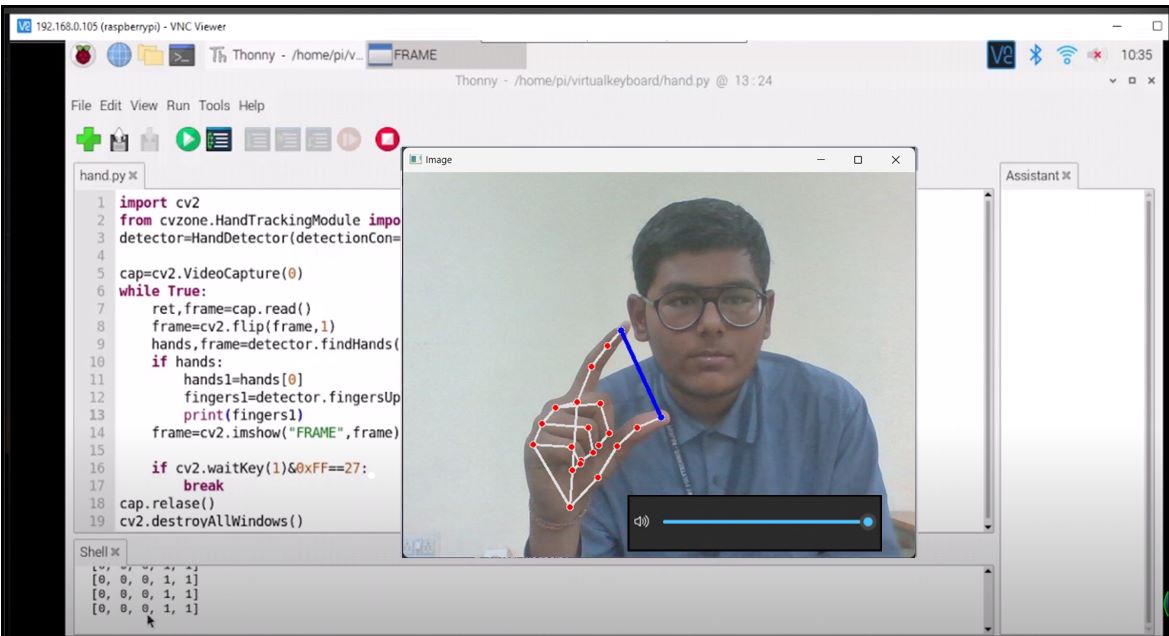 192.168.0.105 (raspberrypi) - VNC Viewer
Thonny - /home/pi/v... FRAME 10:35
Thonny - /home/pi/virtualkeyboard/hand.py @ 13:24
File Edit View Run Tools Help
Image
hand.py
Assistant
1 import cv2
2 from cvzone.HandTrackingModule impo
3 detector=HandDetector(detectionCon=
4
5 cap=cv2.VideoCapture(0)
6 while True:
7 ret,frame=cap.read()
8 frame=cv2.flip(frame,1)
9 hands,frame=detector.findHands(
10 if hands:
11 hands1=hands[0]
12 fingers1=detector.fingersUp
13 print(fingers1)
14 frame=cv2.imshow("FRAME",frame)
15
16 if cv2.waitKey(1)&0xFF==27:
17 break
18 cap.relase()
19 cv2.destroyAllWindows()
Shell
[0, 0, 0, 1, 1]
[0, 0, 0, 1, 1]
[0, 0, 0, 1, 1]